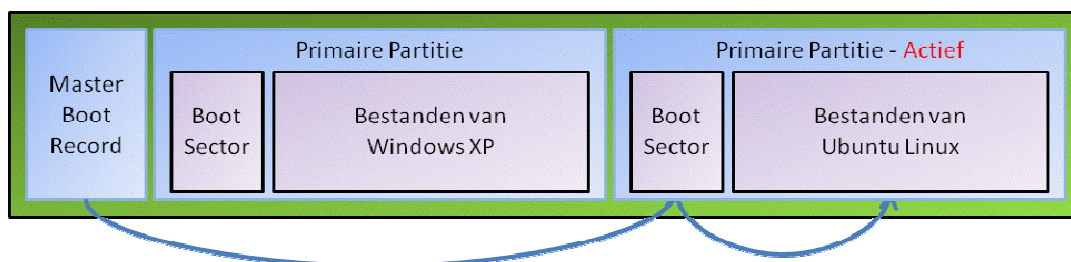 Master
Boot
Record
Primaire Partitie
Boot
Sector
Bestanden van
Windows XP
Primaire Partitie - Actief
Boot
Sector
Bestanden van
Ubuntu Linux